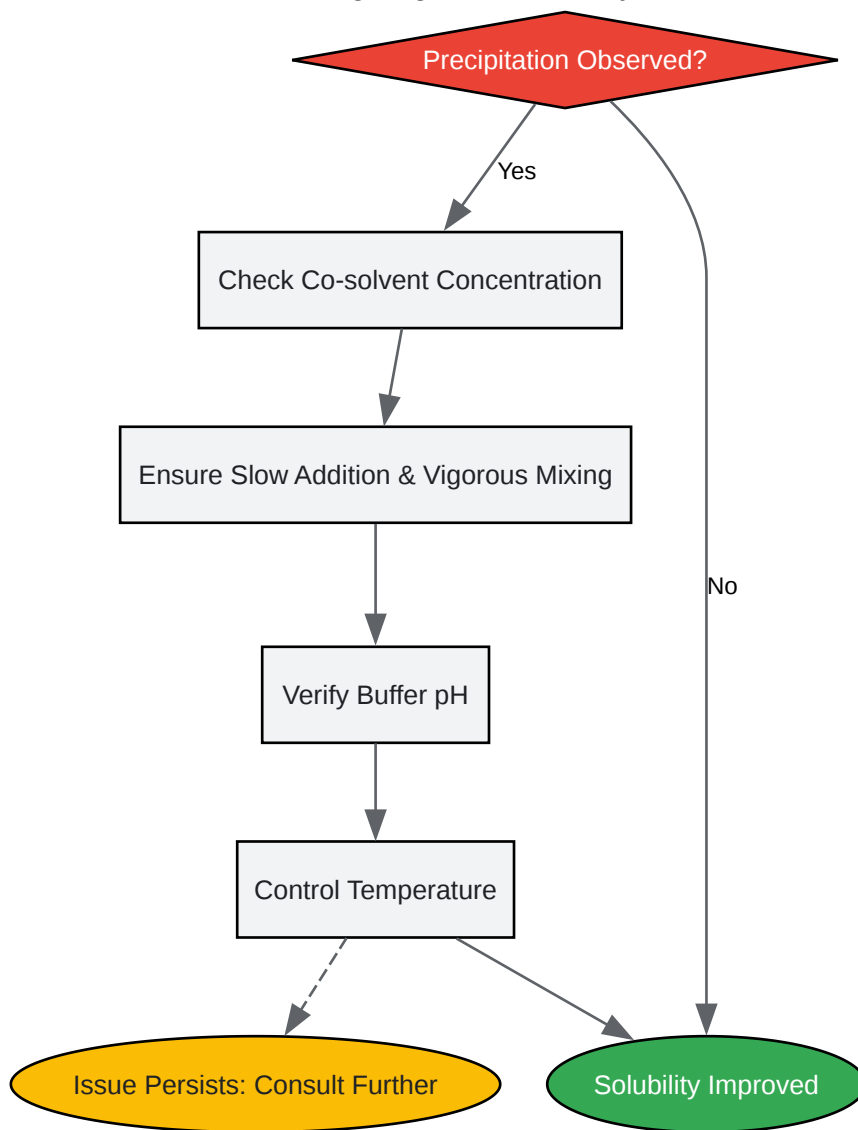 Precipitation Observed?
Yes
Check Co-solvent Concentration
Ensure Slow Addition & Vigorous Mixing
No
Verify Buffer pH
Control Temperature
Issue Persists: Consult Further
Solubility Improved